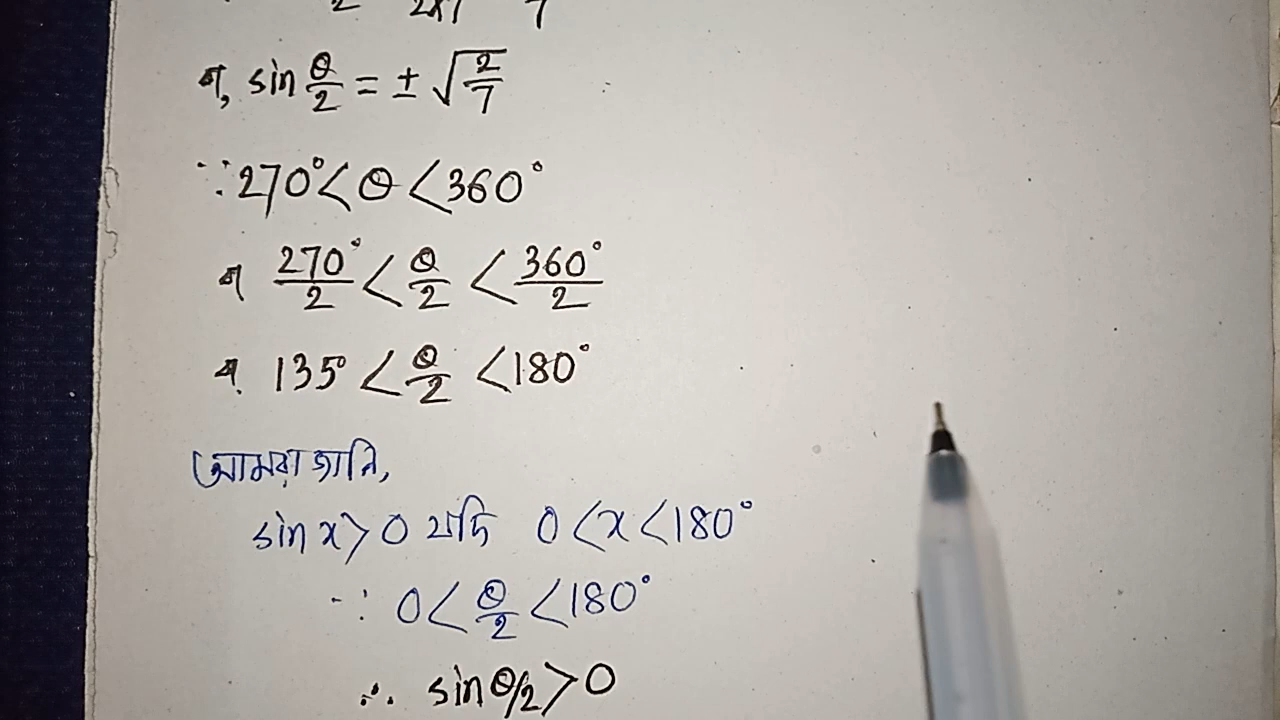 বা, sin θ/2 = ± √(2/7)
∵ 270° < θ < 360°
বা 270°/2 < θ/2 < 360°/2
বা, 135° < θ/2 < 180°
আমরা জানি,
sin x > 0 যদি 0 < x < 180°
∵ 0 < θ/2 < 180°
∴ sin θ/2 > 0